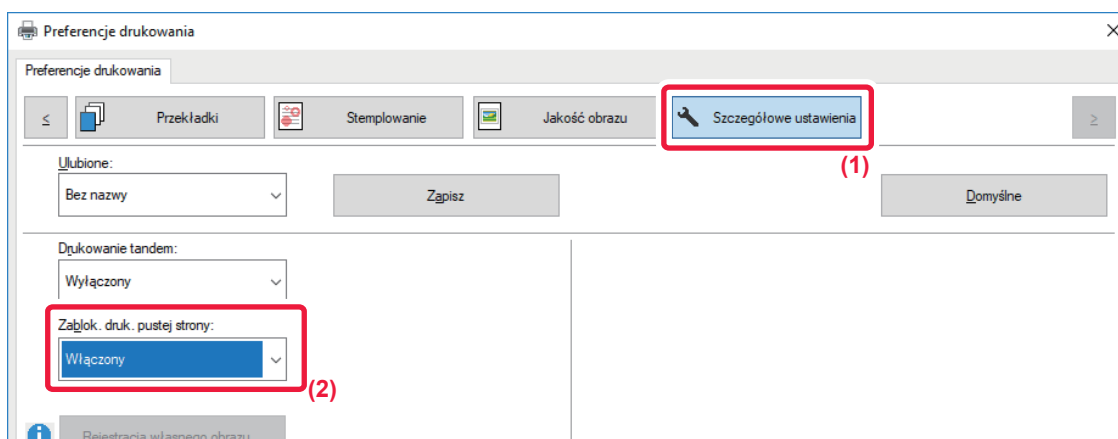 Preferencje drukowania
Preferencje drukowania
< Przekładki Stemplowanie Jakość obrazu Szczegółowe ustawienia >
(1)
Ulubione:
Bez nazwy Zapisz Domyślne
Drukowanie tandem:
Wyłączony
Zablok. druk. pustej strony:
Włączony
(2)
Rejestracja własnego obrazu